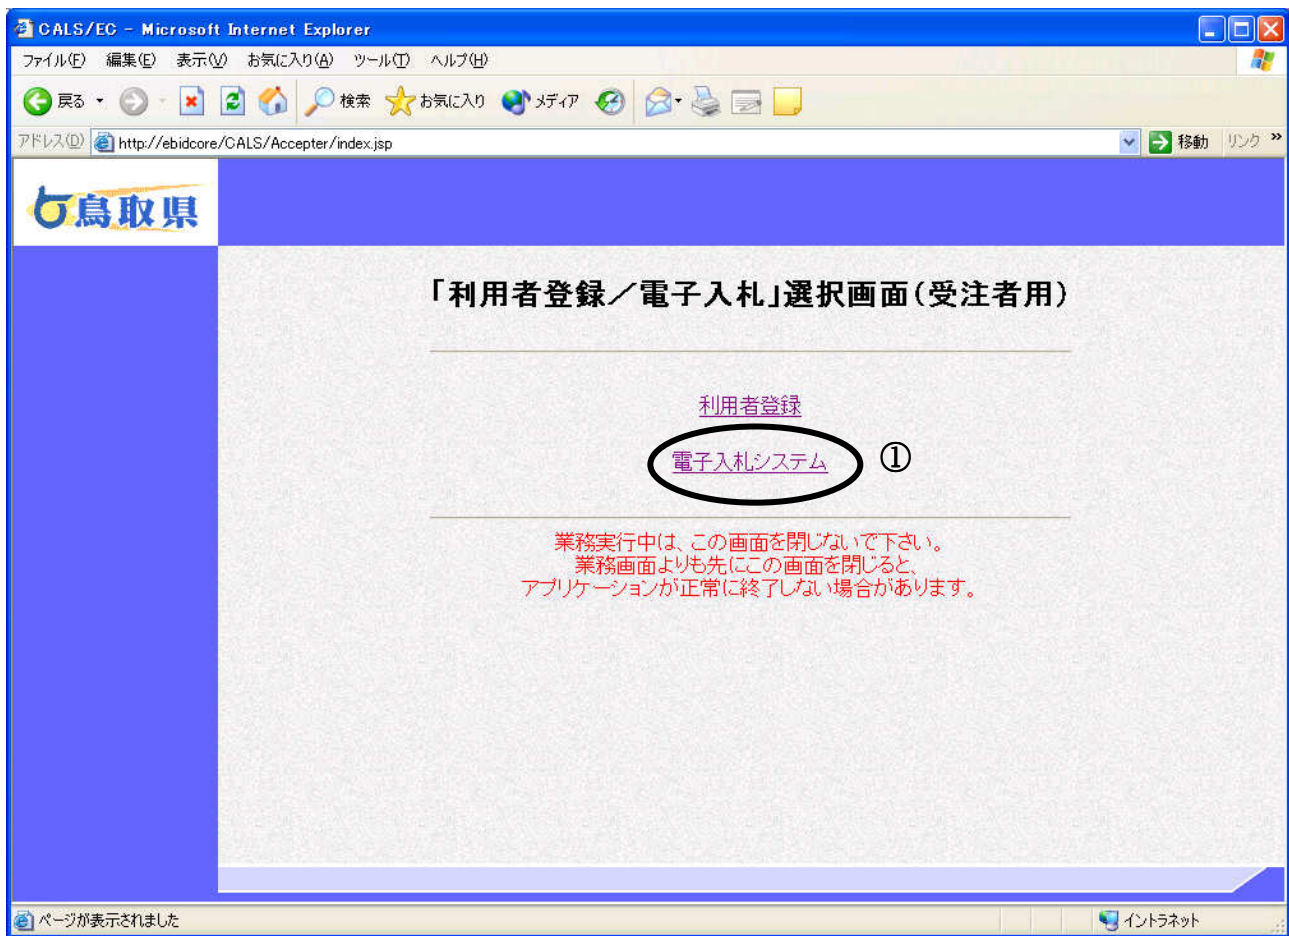 CALS/EC - Microsoft Internet Explorer
ファイル(F) 編集(E) 表示(V) お気に入り(A) ツール(T) ヘルプ(H)
戻る 検索 お気に入り メディア
アドレス(D) http://ebidcore/CALS/Accepter/index.jsp 移動 リンク »
鳥取県
「利用者登録／電子入札」選択画面(受注者用)
利用者登録
電子入札システム ①
業務実行中は、この画面を閉じないで下さい。
業務画面よりも先にこの画面を閉じると、
アプリケーションが正常に終了しない場合があります。
ページが表示されました イントラネット